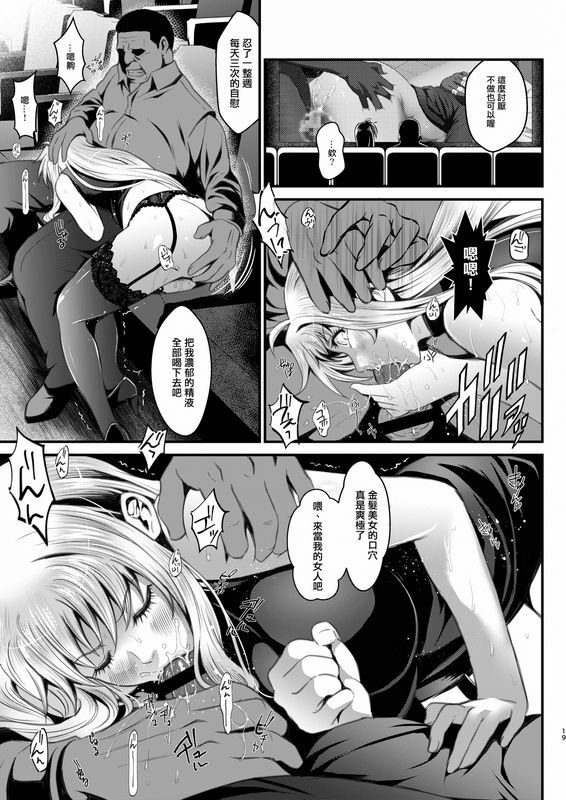 這麼討厭
不做也可以喔
…欸?
嗯嗯!
忍了一整週
每天三次的自慰
…嗯齁
嗯…!
把我濃郁的精液
全部喝下去吧
金髮美女的口穴
真是爽極了
喂、來當我的女人吧
19